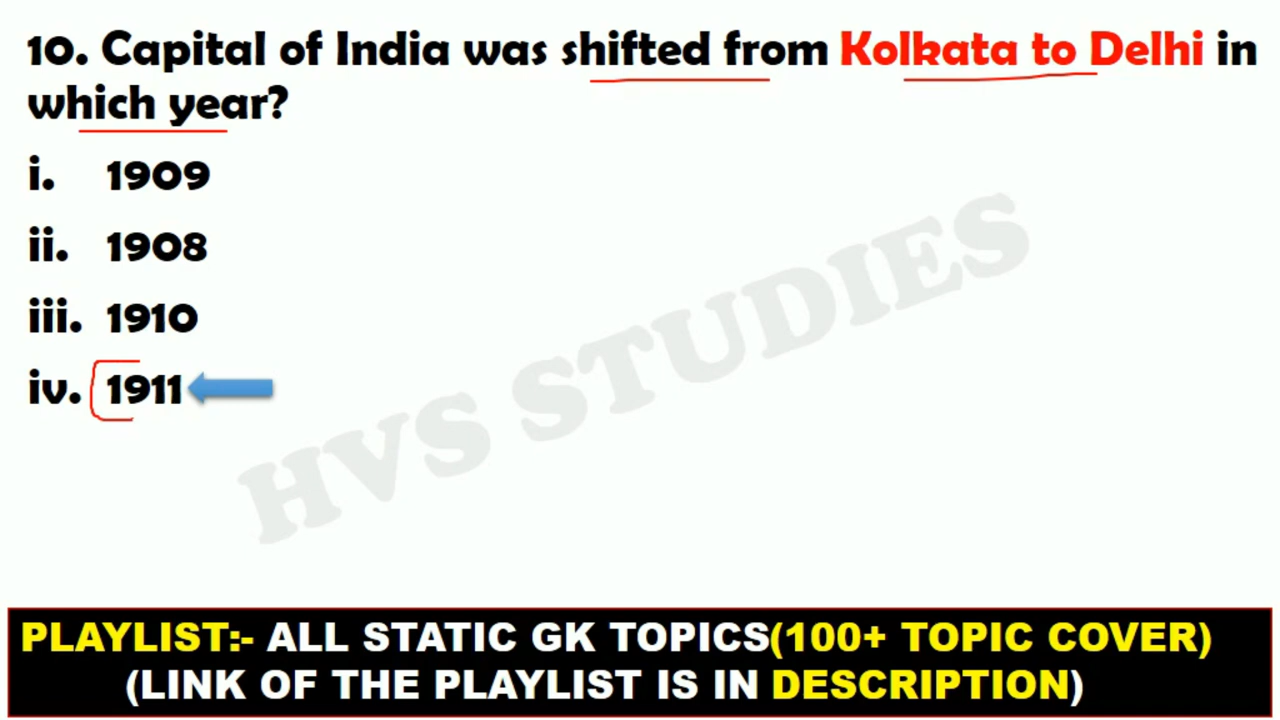 10. Capital of India was shifted from Kolkata to Delhi in
which year?
i. 1909
ii. 1908
iii. 1910
iv. 1911
HVS STUDIES
PLAYLIST:- ALL STATIC GK TOPICS(100+ TOPIC COVER)
(LINK OF THE PLAYLIST IS IN DESCRIPTION)